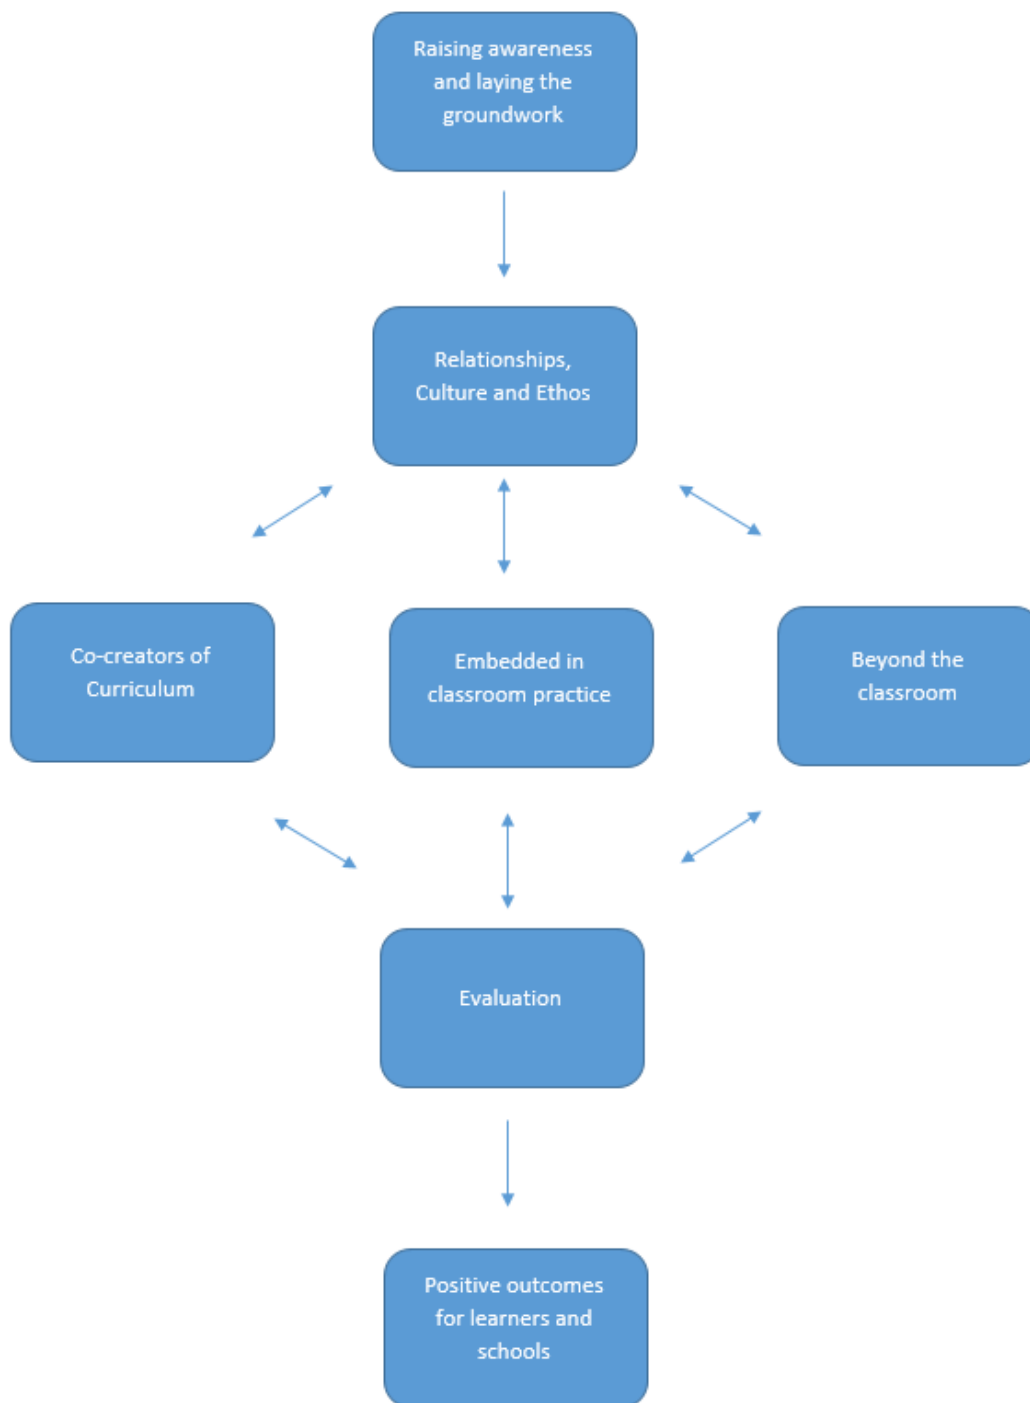 Raising awareness
and laying the
groundwork
Relationships,
Culture and Ethos
Co-creators of
Curriculum
Embedded in
classroom practice
Beyond the
classroom
Evaluation
Positive outcomes
for learners and
schools